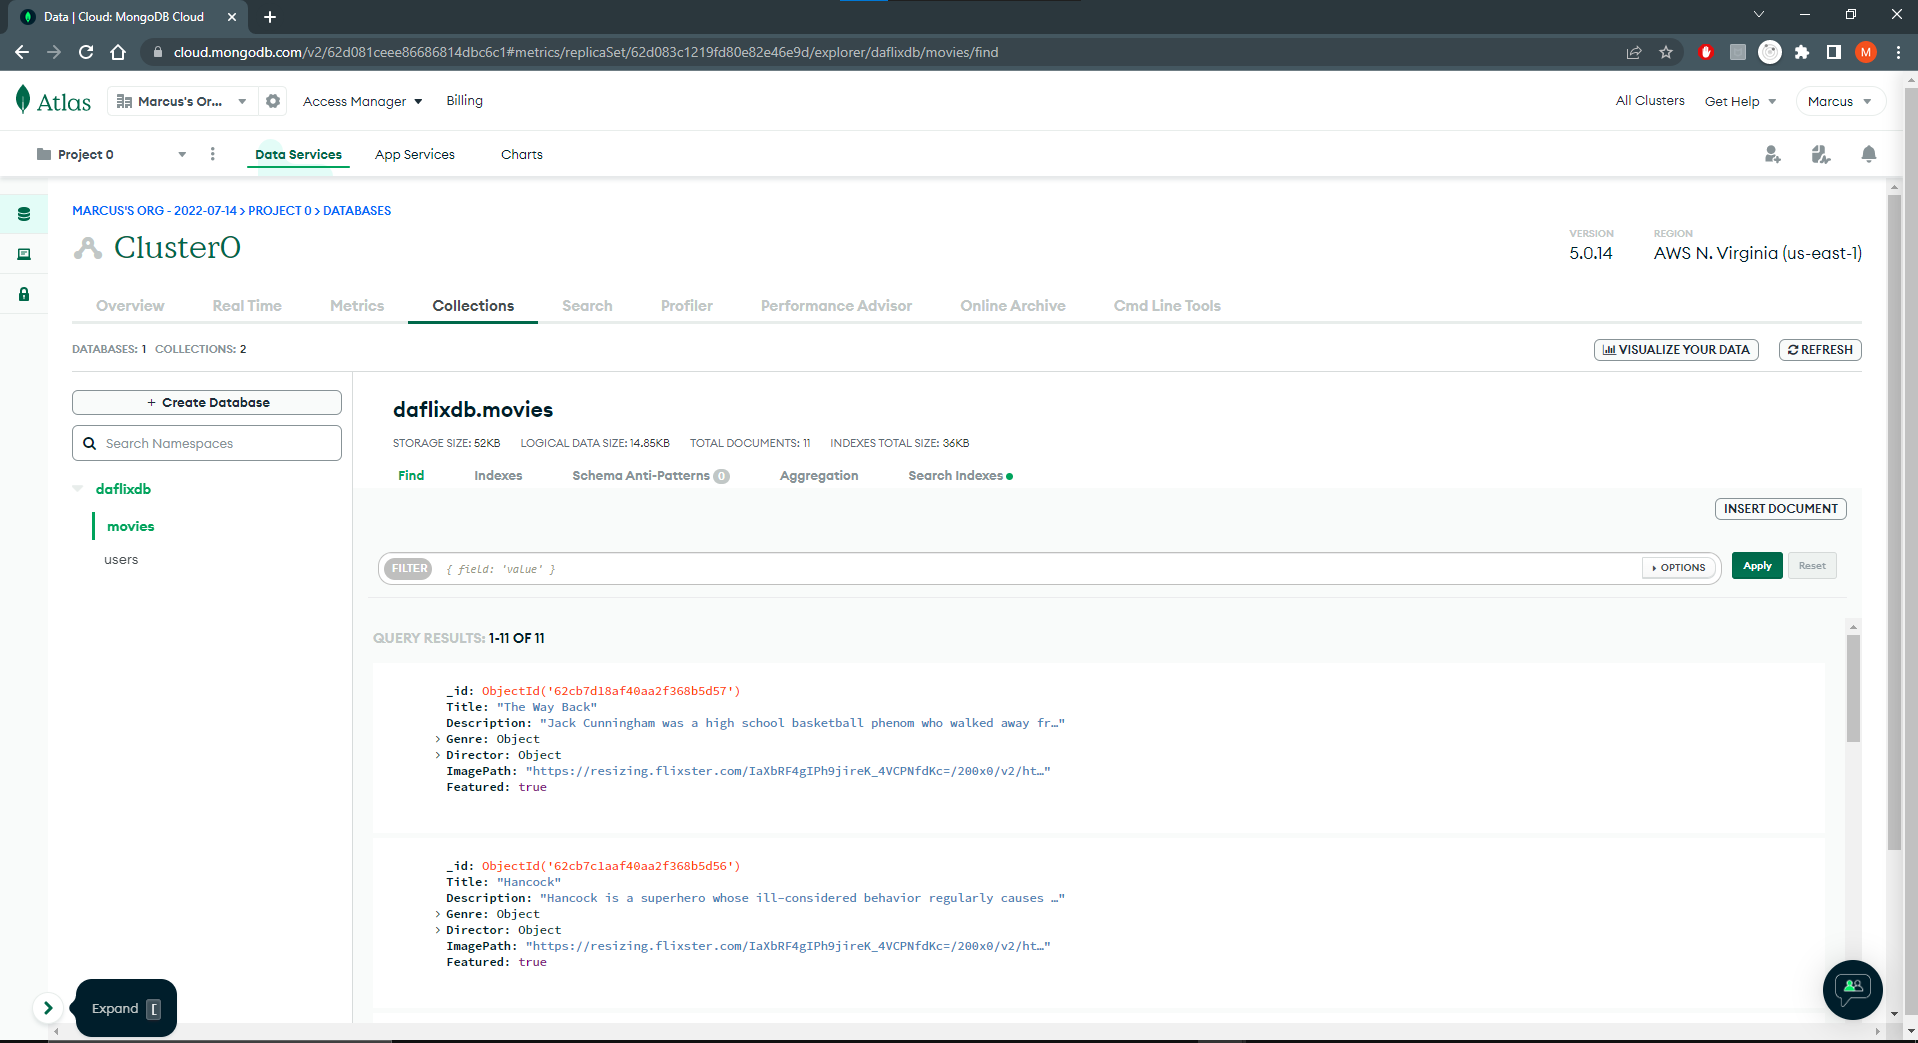 Data | Cloud: MongoDB Cloud
cloud.mongodb.com/v2/62d081ceee86686814dbc6c1#metrics/replicaSet/62d083c1219fd80e82e46e9d/explorer/daflixdb/movies/find
M
Atlas
Marcus's Or...
Access Manager
Billing
All Clusters
Get Help
Marcus
Project 0
Data Services
App Services
Charts
MARCUS'S ORG - 2022-07-14 > PROJECT 0 > DATABASES
Cluster0
VERSION
5.0.14
REGION
AWS N. Virginia (us-east-1)
Overview
Real Time
Metrics
Collections
Search
Profiler
Performance Advisor
Online Archive
Cmd Line Tools
DATABASES: 1 COLLECTIONS: 2
VISUALIZE YOUR DATA
REFRESH
+ Create Database
Search Namespaces
daflixdb
movies
users
daflixdb.movies
STORAGE SIZE: 52KB LOGICAL DATA SIZE: 14.85KB TOTAL DOCUMENTS: 11 INDEXES TOTAL SIZE: 36KB
Find
Indexes
Schema Anti-Patterns 0
Aggregation
Search Indexes
INSERT DOCUMENT
FILTER { field: 'value' }
OPTIONS
Apply
Reset
QUERY RESULTS: 1-11 OF 11
_id: ObjectId('62cb7d18af40aa2f368b5d57')
Title: "The Way Back"
Description: "Jack Cunningham was a high school basketball phenom who walked away fr…"
Genre: Object
Director: Object
ImagePath: "https://resizing.flixster.com/IaXbRF4gIPh9jireK_4VCPNfdKc=/200x0/v2/ht…"
Featured: true
_id: ObjectId('62cb7c1aaf40aa2f368b5d56')
Title: "Hancock"
Description: "Hancock is a superhero whose ill-considered behavior regularly causes …"
Genre: Object
Director: Object
ImagePath: "https://resizing.flixster.com/IaXbRF4gIPh9jireK_4VCPNfdKc=/200x0/v2/ht…"
Featured: true
Expand [